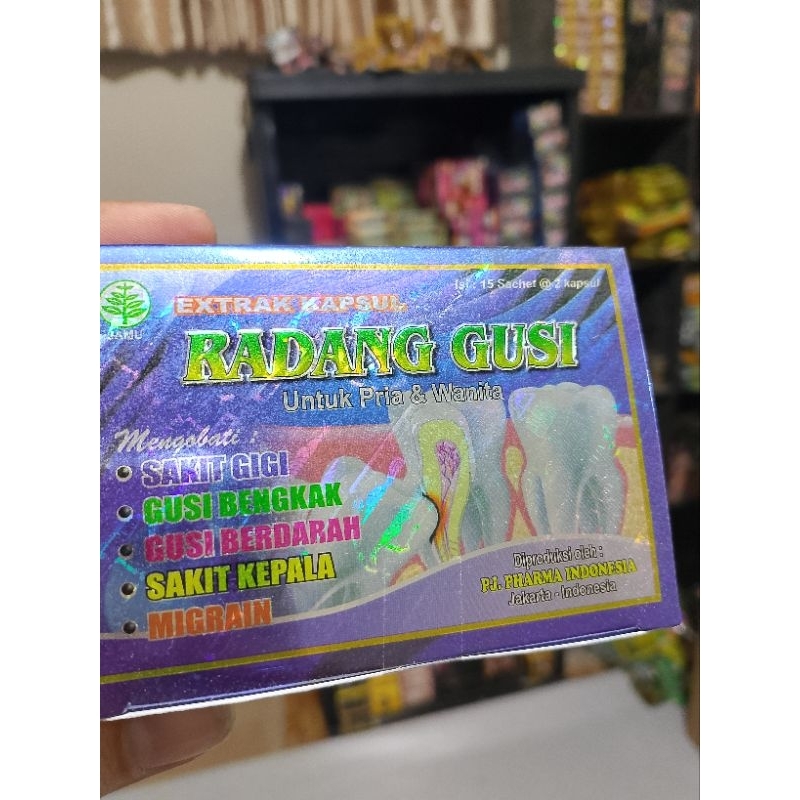 Isi : 15 Sachet @ 2 kapsul
JAMU
EXTRAK KAPSUL
RADANG GUSI
Untuk Pria & Wanita
Mengobati :
• SAKIT GIGI
• GUSI BENGKAK
• GUSI BERDARAH
• SAKIT KEPALA
• MIGRAIN
Diproduksi oleh :
PJ. PHARMA INDONESIA
Jakarta - Indonesia